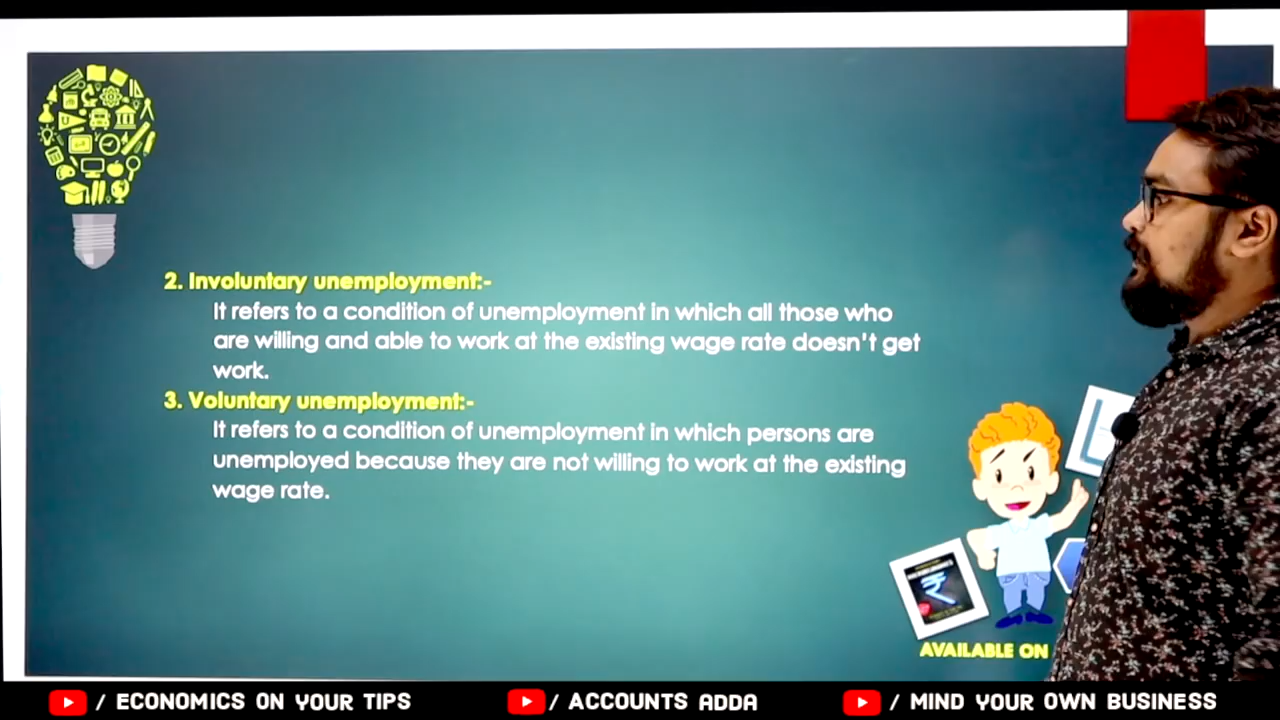 2. Involuntary unemployment:-
It refers to a condition of unemployment in which all those who
are willing and able to work at the existing wage rate doesn't get
work.
3. Voluntary unemployment:-
It refers to a condition of unemployment in which persons are
unemployed because they are not willing to work at the existing
wage rate.
₹
AVAILABLE ON
/ ECONOMICS ON YOUR TIPS
/ ACCOUNTS ADDA
/ MIND YOUR OWN BUSINESS